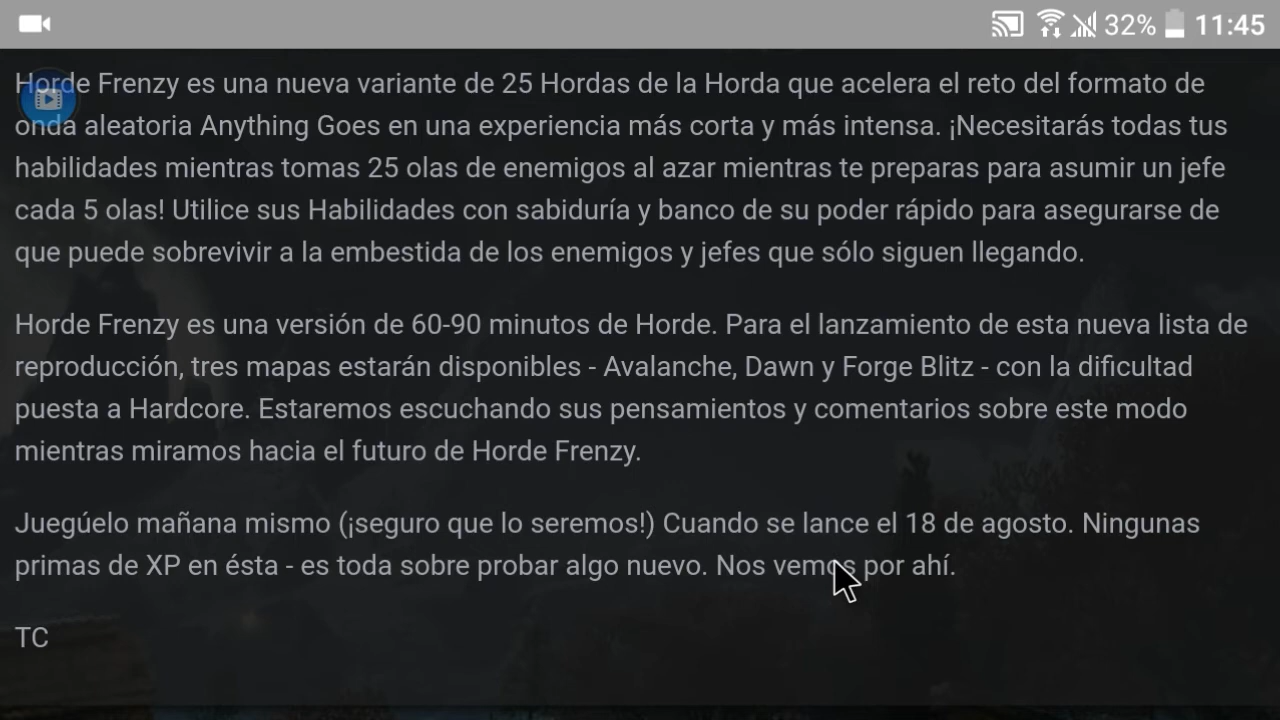 32% 11:45
Horde Frenzy es una nueva variante de 25 Hordas de la Horda que acelera el reto del formato de
onda aleatoria Anything Goes en una experiencia más corta y más intensa. ¡Necesitarás todas tus
habilidades mientras tomas 25 olas de enemigos al azar mientras te preparas para asumir un jefe
cada 5 olas! Utilice sus Habilidades con sabiduría y banco de su poder rápido para asegurarse de
que puede sobrevivir a la embestida de los enemigos y jefes que sólo siguen llegando.
Horde Frenzy es una versión de 60-90 minutos de Horde. Para el lanzamiento de esta nueva lista de
reproducción, tres mapas estarán disponibles - Avalanche, Dawn y Forge Blitz - con la dificultad
puesta a Hardcore. Estaremos escuchando sus pensamientos y comentarios sobre este modo
mientras miramos hacia el futuro de Horde Frenzy.
Juegúelo mañana mismo (¡seguro que lo seremos!) Cuando se lance el 18 de agosto. Ningunas
primas de XP en ésta - es toda sobre probar algo nuevo. Nos vemos por ahí.
TC